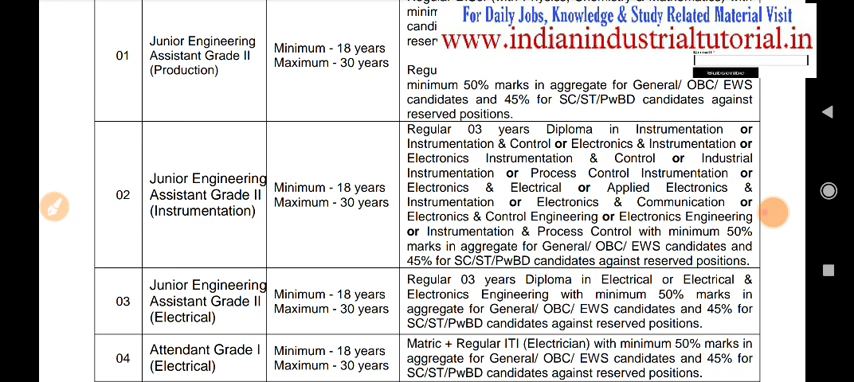 For Daily Jobs, Knowledge & Study Related Material Visit
www.indianindustrialtutorial.in
Subscribe
01
Junior Engineering
Assistant Grade II
(Production)
Minimum - 18 years
Maximum - 30 years
minimum 50% marks in aggregate for General/ OBC/ EWS
candidates and 45% for SC/ST/PwBD candidates against
reserved positions.
02
Junior Engineering
Assistant Grade II
(Instrumentation)
Minimum - 18 years
Maximum - 30 years
Regular 03 years Diploma in Instrumentation or
Instrumentation & Control or Electronics & Instrumentation or
Electronics Instrumentation & Control or Industrial
Instrumentation or Process Control Instrumentation or
Electronics & Electrical or Applied Electronics &
Instrumentation or Electronics & Communication or
Electronics & Control Engineering or Electronics Engineering
or Instrumentation & Process Control with minimum 50%
marks in aggregate for General/ OBC/ EWS candidates and
45% for SC/ST/PwBD candidates against reserved positions.
03
Junior Engineering
Assistant Grade II
(Electrical)
Minimum - 18 years
Maximum - 30 years
Regular 03 years Diploma in Electrical or Electrical &
Electronics Engineering with minimum 50% marks in
aggregate for General/ OBC/ EWS candidates and 45% for
SC/ST/PwBD candidates against reserved positions.
04
Attendant Grade I
(Electrical)
Minimum - 18 years
Maximum - 30 years
Matric + Regular ITI (Electrician) with minimum 50% marks in
aggregate for General/ OBC/ EWS candidates and 45% for
SC/ST/PwBD candidates against reserved positions.